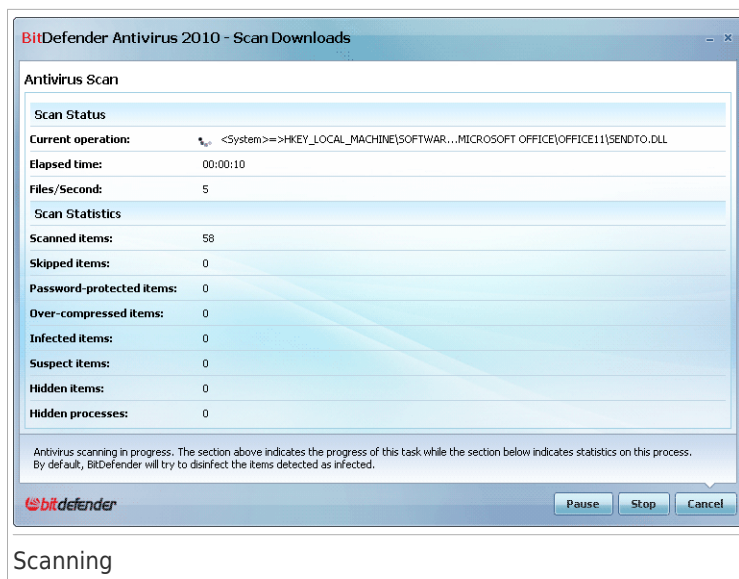 BitDefender Antivirus 2010 - Scan Downloads
Antivirus Scan
Scan Status
Current operation: <System>=>HKEY_LOCAL_MACHINE\SOFTWAR...MICROSOFT OFFICE\OFFICE11\SENDTO.DLL
Elapsed time: 00:00:10
Files/Second: 5
Scan Statistics
Scanned items: 58
Skipped items: 0
Password-protected items: 0
Over-compressed items: 0
Infected items: 0
Suspect items: 0
Hidden items: 0
Hidden processes: 0
Antivirus scanning in progress. The section above indicates the progress of this task while the section below indicates statistics on this process.
By default, BitDefender will try to disinfect the items detected as infected.
bitdefender Pause Stop Cancel
Scanning